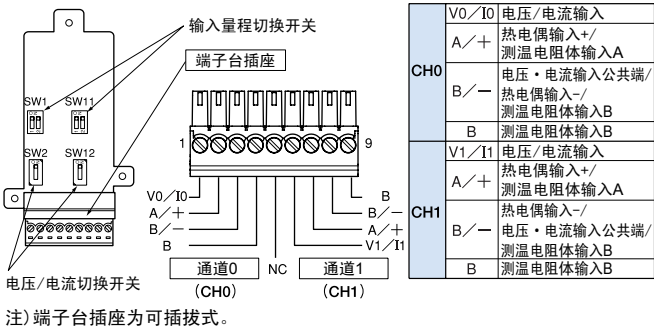 输入量程切换开关
端子台插座
SW1
SW11
SW2
SW12
1
9
V0/I0
A/+
B/−
B
B
B/−
A/+
V1/I1
通道0
NC
通道1
(CH0)
(CH1)
电压/电流切换开关
注)端子台插座为可插拔式。
CH0
V0/I0 电压/电流输入
A/+ 热电偶输入+/
测温电阻体输入A
B/− 电压・电流输入公共端/
热电偶输入-/
测温电阻体输入B
B 测温电阻体输入B
CH1
V1/I1 电压/电流输入
A/+ 热电偶输入+/
测温电阻体输入A
B/− 热电偶输入-/
电压・电流输入公共端/
测温电阻体输入B
B 测温电阻体输入B